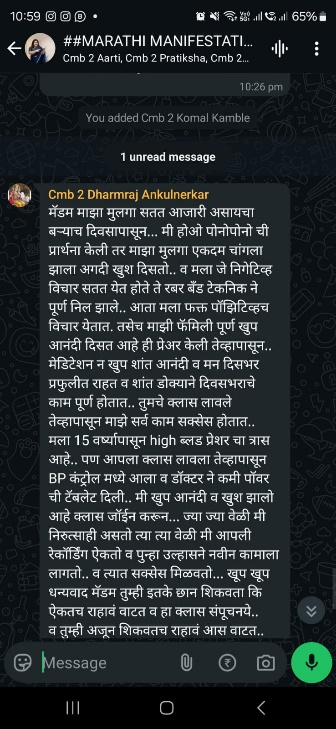 10:59
65%
##MARATHI MANIFESTATI...
Cmb 2 Aarti, Cmb 2 Pratiksha, Cmb 2...
10:26 pm
You added Cmb 2 Komal Kamble
1 unread message
Cmb 2 Dharmraj Ankulnerkar
मॅडम माझा मुलगा सतत आजारी असायचा
बऱ्याच दिवसापासून... मी होओ पोनोपोनो ची
प्रार्थना केली तर माझा मुलगा एकदम चांगला
झाला अगदी खुश दिसतो.. व मला जे निगेटिव्ह
विचार सतत येत होते ते रबर बँड टेकनिक ने
पूर्ण निल झाले.. आता मला फक्त पॉझिटिव्हच
विचार येतात. तसेच माझी फॅमिली पूर्ण खुप
आनंदी दिसत आहे ही प्रेअर केली तेव्हापासून..
मेडिटेशन न खुप शांत आनंदी व मन दिसभर
प्रफुलीत राहत व शांत डोक्याने दिवसभराचे
काम पूर्ण होतात.. तुमचे क्लास लावले
तेव्हापासून माझे सर्व काम सक्सेस होतात..
मला 15 वर्ष्यापासून high ब्लड प्रेशर चा त्रास
आहे.. पण आपला क्लास लावला तेव्हापासून
BP कंट्रोल मध्ये आला व डॉक्टर ने कमी पॉवर
ची टॅबलेट दिली.. मी खुप आनंदी व खुश झालो
आहे क्लास जॉईन करून... ज्या ज्या वेळी मी
निरुत्साही असतो त्या त्या वेळी मी आपली
रेकॉर्डिंग ऐकतो व पुन्हा उल्हासने नवीन कामाला
लागतो.. व त्यात सक्सेस मिळवतो... खूप खूप
धन्यवाद मॅडम तुम्ही इतके छान शिकवता कि
ऐकतच राहावं वाटत व हा क्लास संपूचनये..
व तुम्ही अजून शिकवतच राहावं आस वाटत..
Message